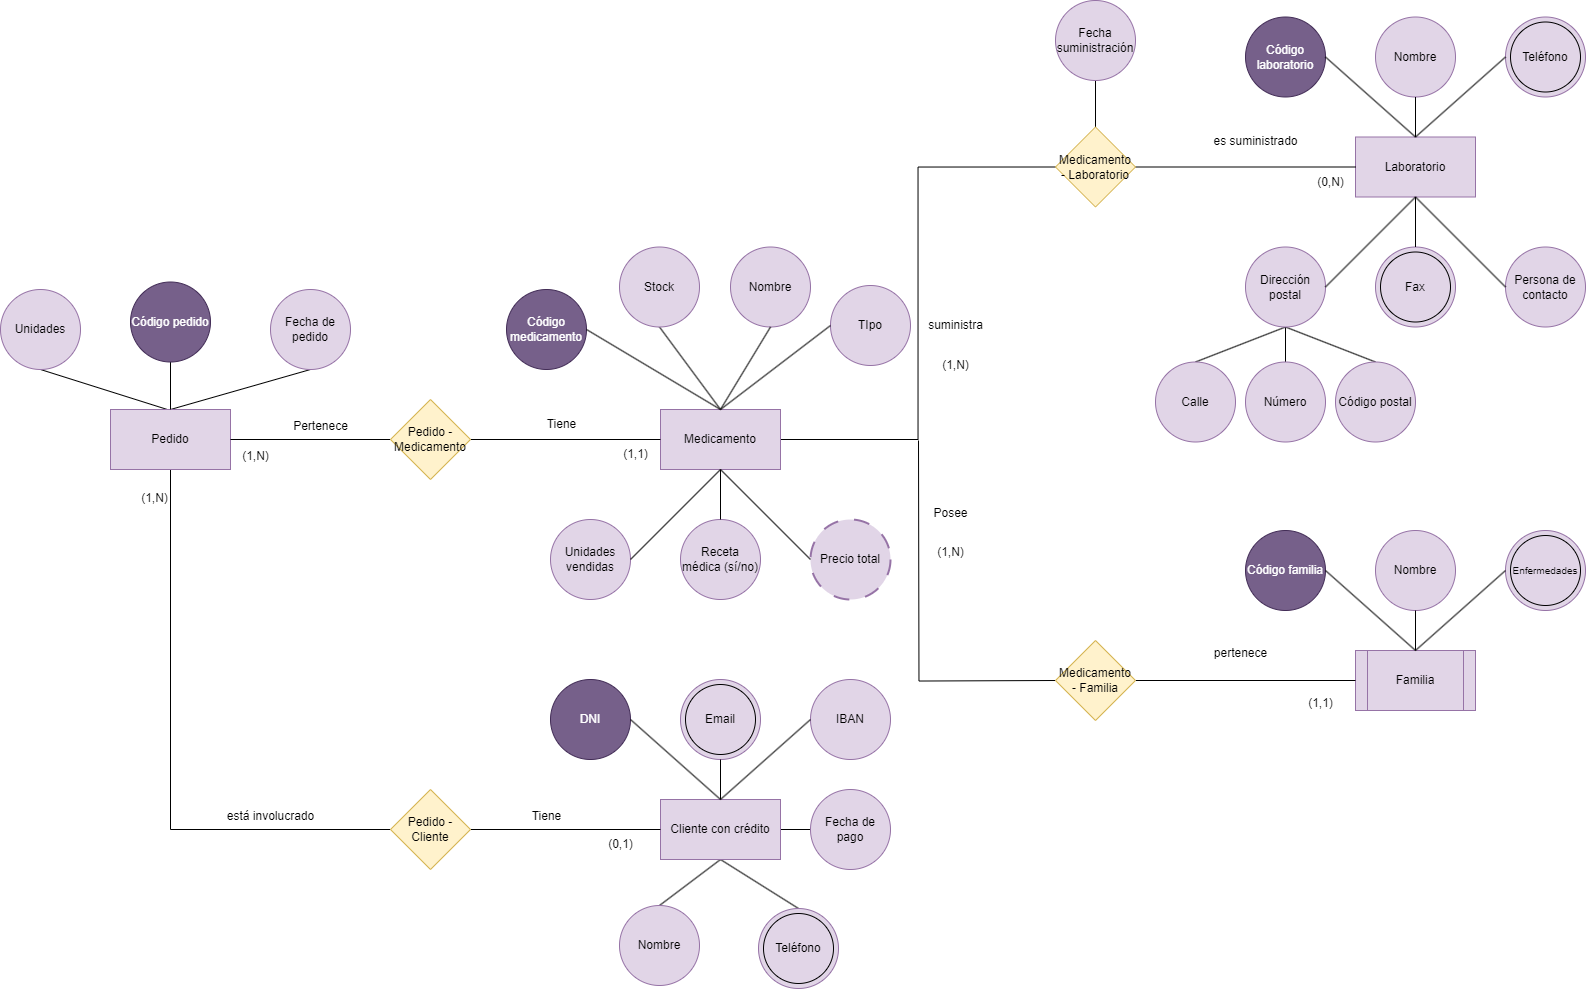 Fecha
suministración
Código
laboratorio
Nombre
Teléfono
Medicamento
- Laboratorio
es suministrado
(0,N)
Laboratorio
Dirección
postal
Fax
Persona de
contacto
Calle
Número
Código postal
Unidades
Código pedido
Fecha de
pedido
Código
medicamento
Stock
Nombre
TIpo
suministra
(1,N)
Pedido
Pertenece
(1,N)
Pedido -
Medicamento
Tiene
(1,1)
Medicamento
(1,N)
Unidades
vendidas
Receta
médica (sí/no)
Precio total
Posee
(1,N)
Código familia
Nombre
Enfermedades
Medicamento
- Familia
pertenece
(1,1)
Familia
DNI
Email
IBAN
está involucrado
Pedido -
Cliente
Tiene
(0,1)
Cliente con crédito
Fecha de
pago
Nombre
Teléfono